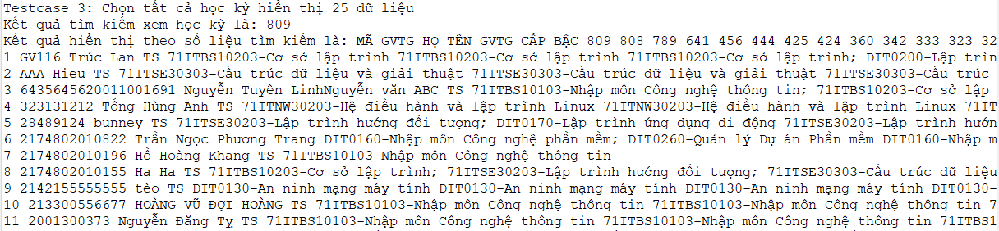 Testcase 3: Chọn tất cả học kỳ hiển thị 25 dữ liệu
Kết quả tìm kiếm xem học kỳ là: 809
Kết quả hiển thị theo số liệu tìm kiếm là: MÃ GVTG HỌ TÊN GVTG CẤP BẬC 809 808 789 641 456 444 425 424 360 342 333 323 32
1 GV116 Trúc Lan TS 71ITBS10203-Cơ sở lập trình 71ITBS10203-Cơ sở lập trình 71ITBS10203-Cơ sở lập trình; DIT0200-Lập trìn
2 AAA Hieu TS 71ITSE30303-Cấu trúc dữ liệu và giải thuật 71ITSE30303-Cấu trúc dữ liệu và giải thuật 71ITSE30303-Cấu trúc
3 6435645620011001691 Nguyễn Tuyên LinhNguyễn văn ABC TS 71ITBS10103-Nhập môn Công nghệ thông tin; 71ITBS10203-Cơ sở lập
4 323131212 Tống Hùng Anh TS 71ITNW30203-Hệ điều hành và lập trình Linux 71ITNW30203-Hệ điều hành và lập trình Linux 71IT
5 28489124 bunney TS 71ITSE30203-Lập trình hướng đối tượng; DIT0170-Lập trình ứng dụng di động 71ITSE30203-Lập trình hướn
6 2174802010822 Trần Ngọc Phương Trang DIT0160-Nhập môn Công nghệ phần mềm; DIT0260-Quản lý Dự án Phần mềm DIT0160-Nhập m
7 2174802010196 Hồ Hoàng Khang TS 71ITBS10103-Nhập môn Công nghệ thông tin
8 2174802010155 Ha Ha TS 71ITBS10203-Cơ sở lập trình; 71ITSE30203-Lập trình hướng đối tượng; 71ITSE30303-Cấu trúc dữ liệu
9 2142155555555 tèo TS DIT0130-An ninh mạng máy tính DIT0130-An ninh mạng máy tính DIT0130-An ninh mạng máy tính DIT0130-
10 213300556677 HOÀNG VŨ ĐỢI HOÀNG TS 71ITBS10103-Nhập môn Công nghệ thông tin 71ITBS10103-Nhập môn Công nghệ thông tin 7
11 2001300373 Nguyễn Đăng Tỵ TS 71ITBS10103-Nhập môn Công nghệ thông tin 71ITBS10103-Nhập môn Công nghệ thông tin 71ITBS1